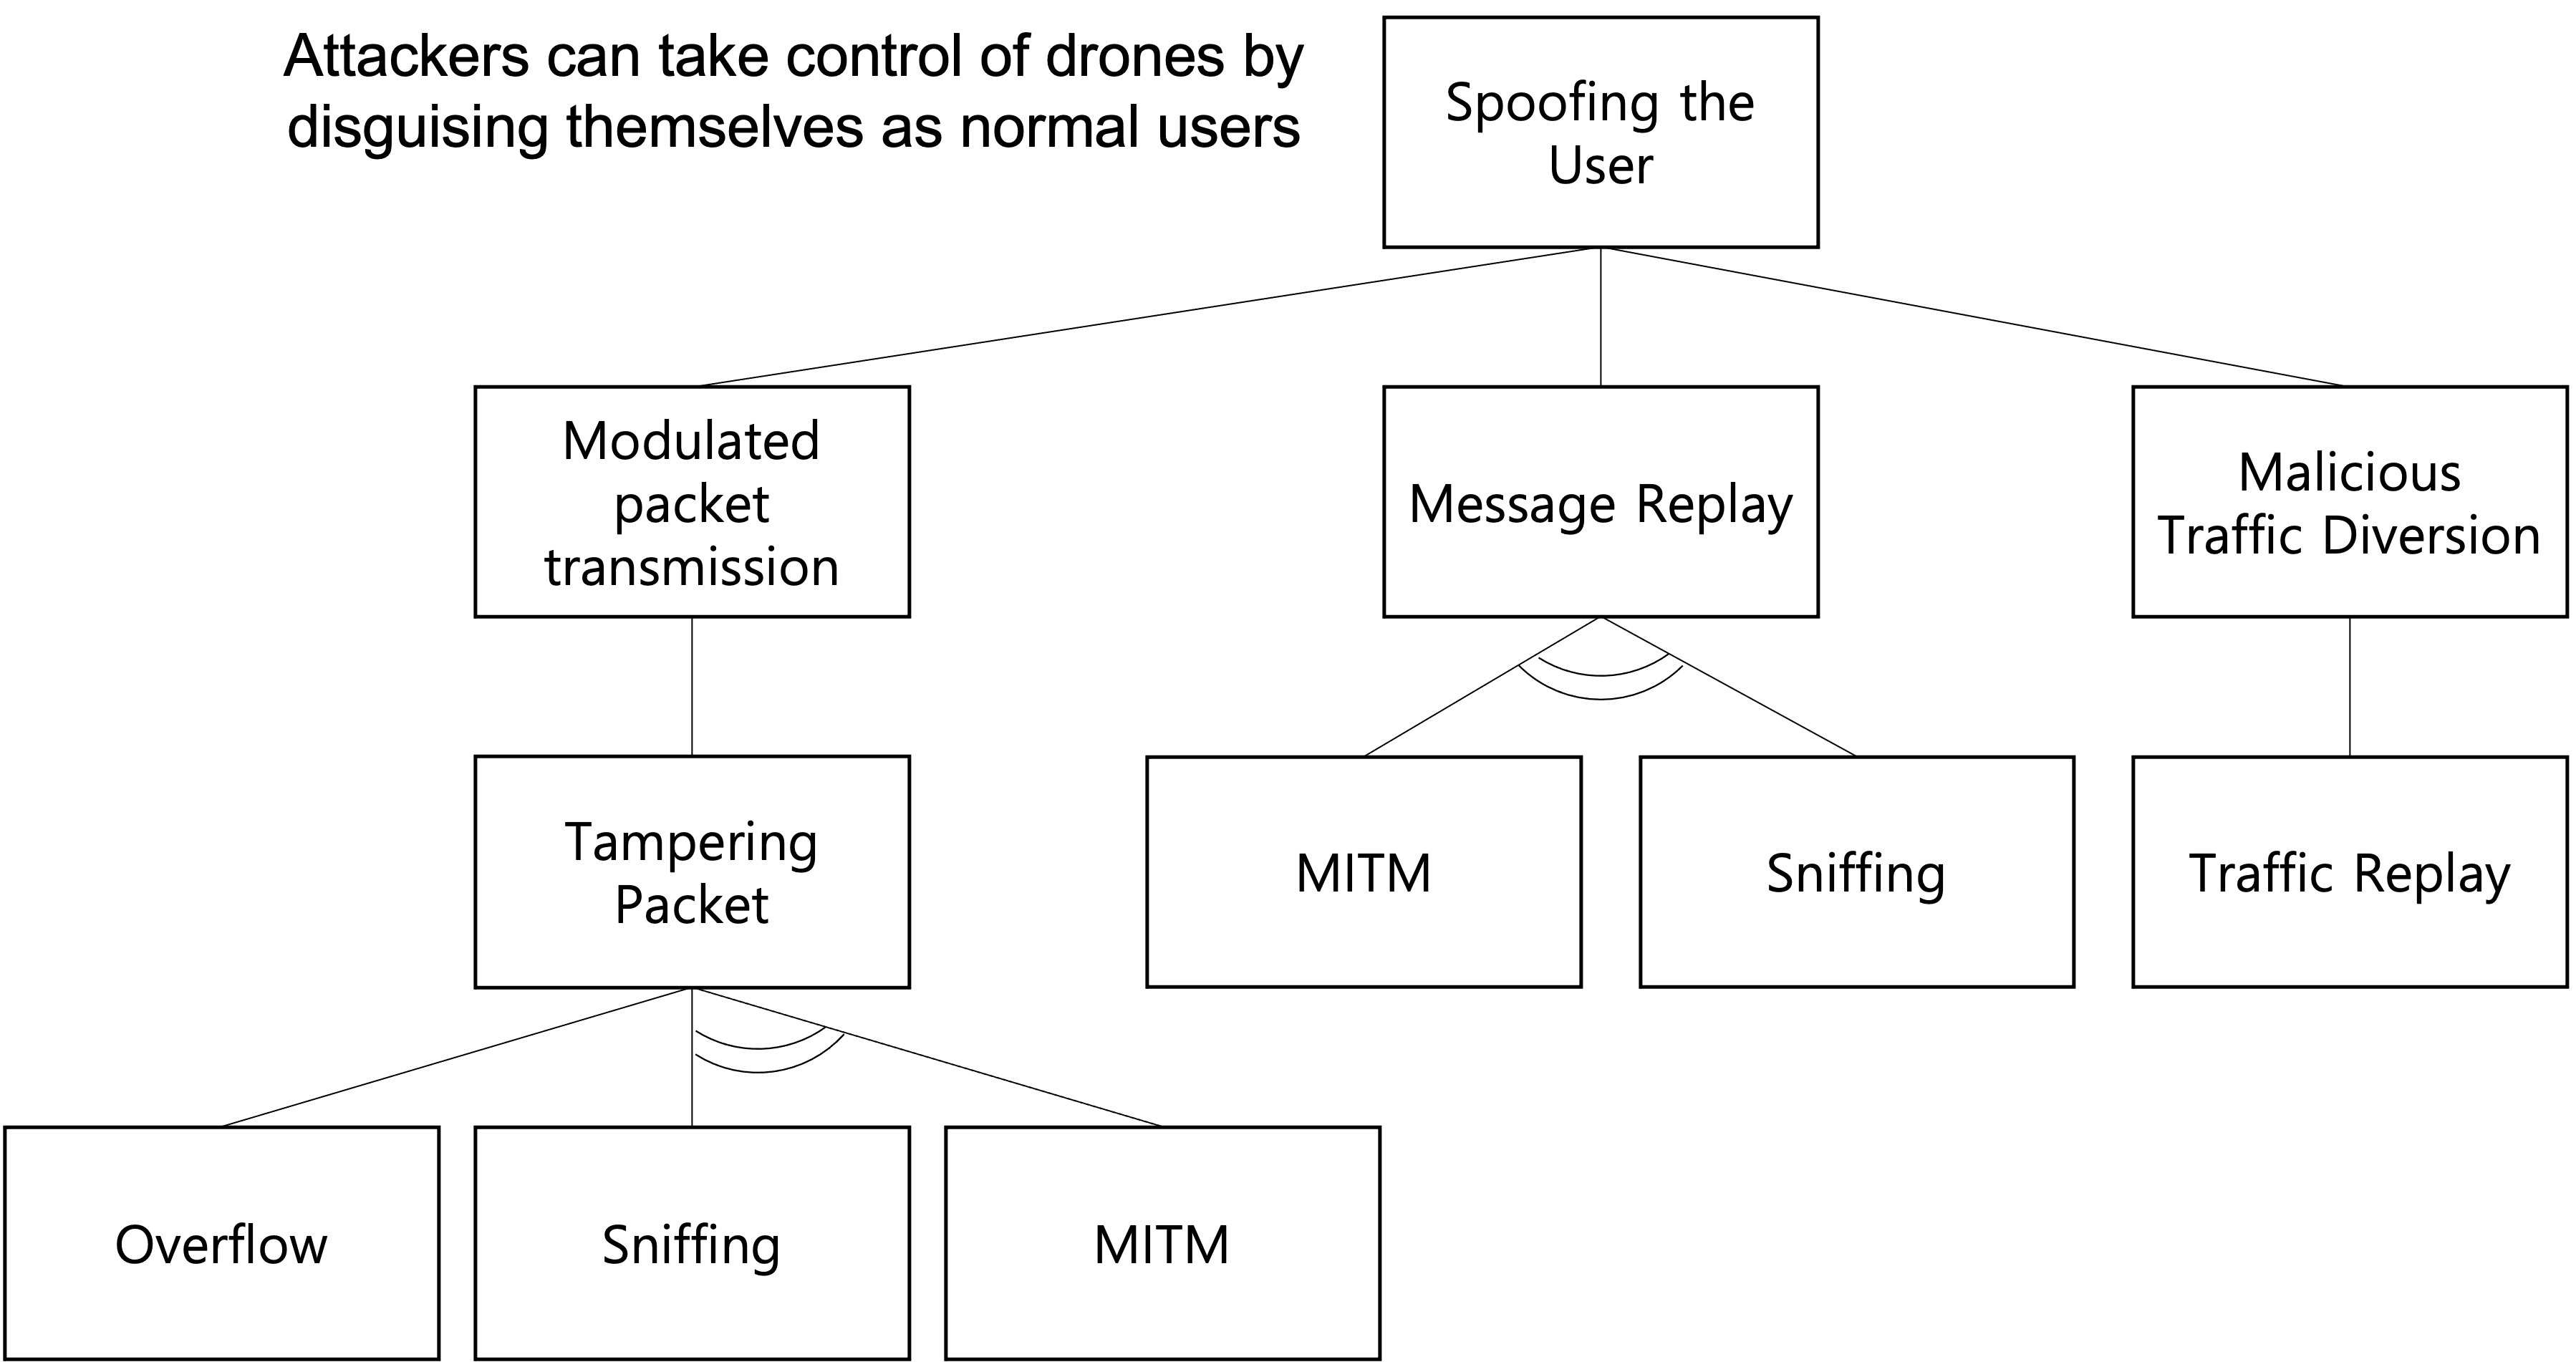 Attackers can take control of drones by
disguising themselves as normal users
Spoofing the
User
Modulated
packet
transmission
Message Replay
Malicious
Traffic Diversion
Tampering
Packet
MITM
Sniffing
Traffic Replay
Overflow
Sniffing
MITM